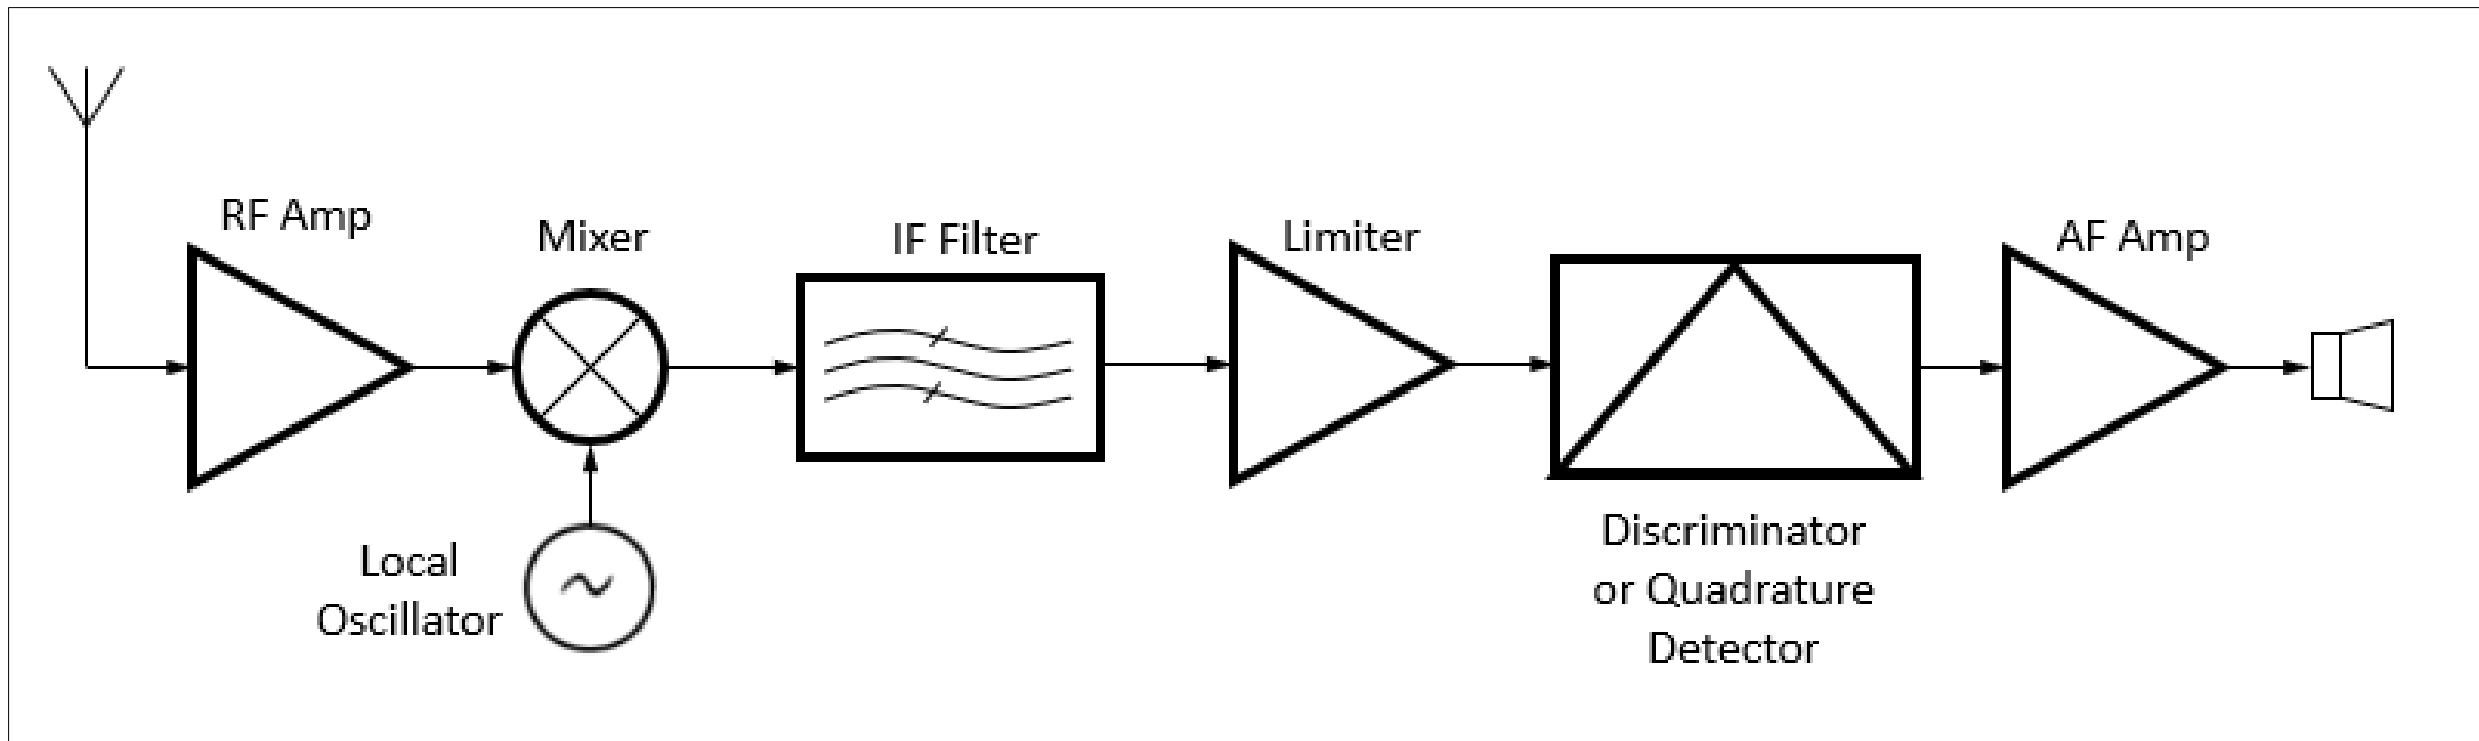 RF Amp
Mixer
IF Filter
Limiter
AF Amp
Local
Oscillator
Discriminator
or Quadrature
Detector